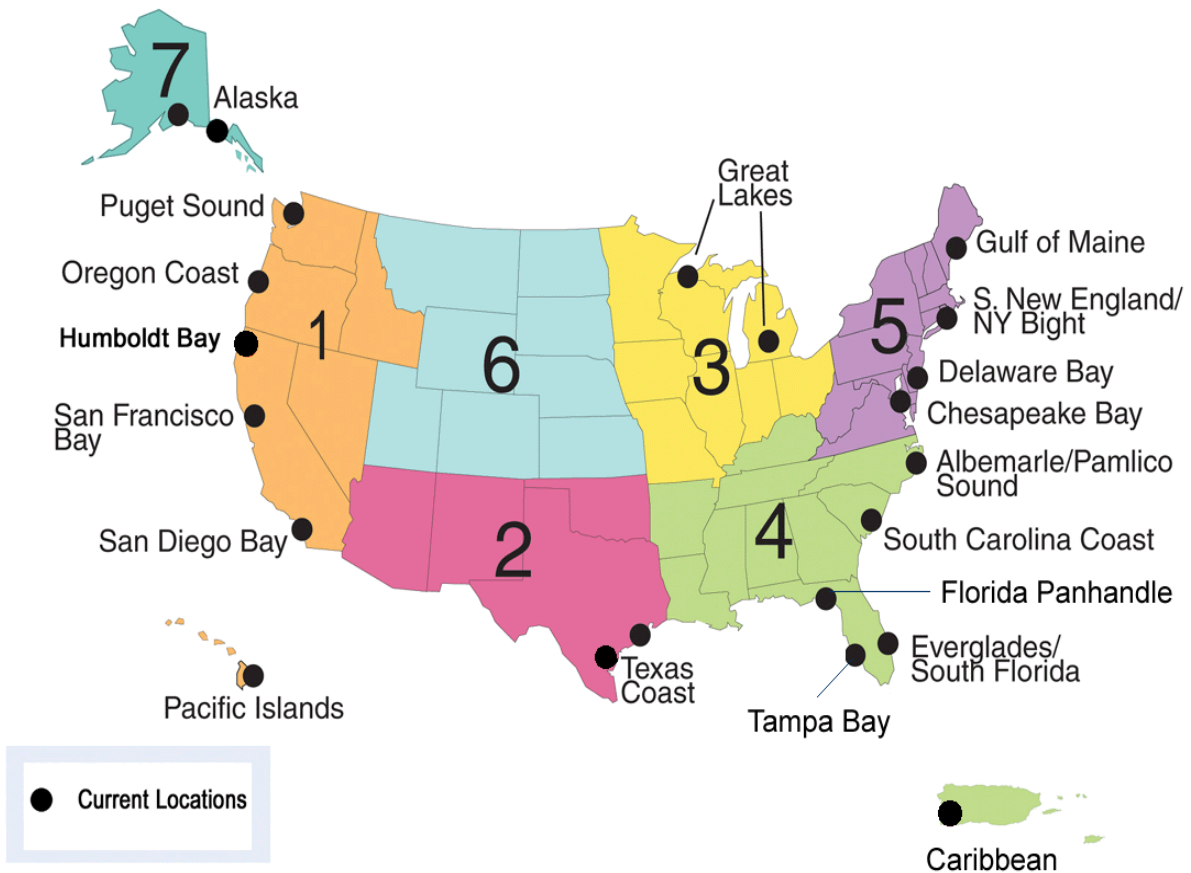 7
Alaska
Great
Lakes
Puget Sound
Gulf of Maine
Oregon Coast
S. New England/
NY Bight
Humboldt Bay
1
6
3
5
Delaware Bay
San Francisco
Bay
Chesapeake Bay
Albemarle/Pamlico
Sound
San Diego Bay
2
4
South Carolina Coast
Florida Panhandle
Everglades/
South Florida
Texas
Coast
Pacific Islands
Tampa Bay
Current Locations
Caribbean